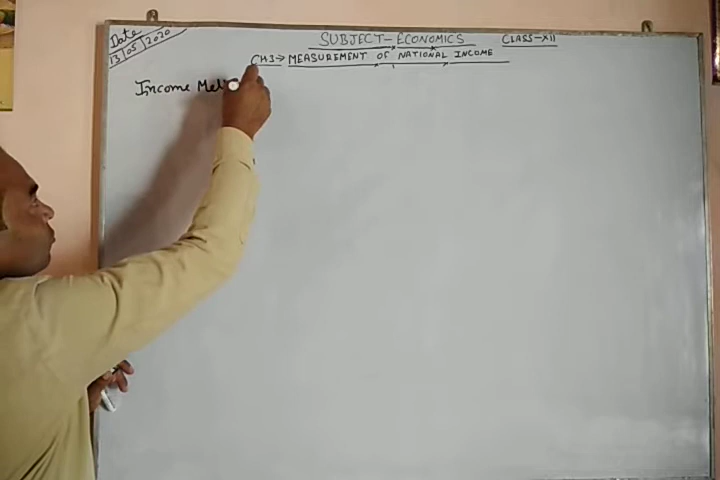 Date
13/05/2020
SUBJECT-ECONOMICS
CLASS-XII
CH3→ MEASUREMENT OF NATIONAL INCOME
Income